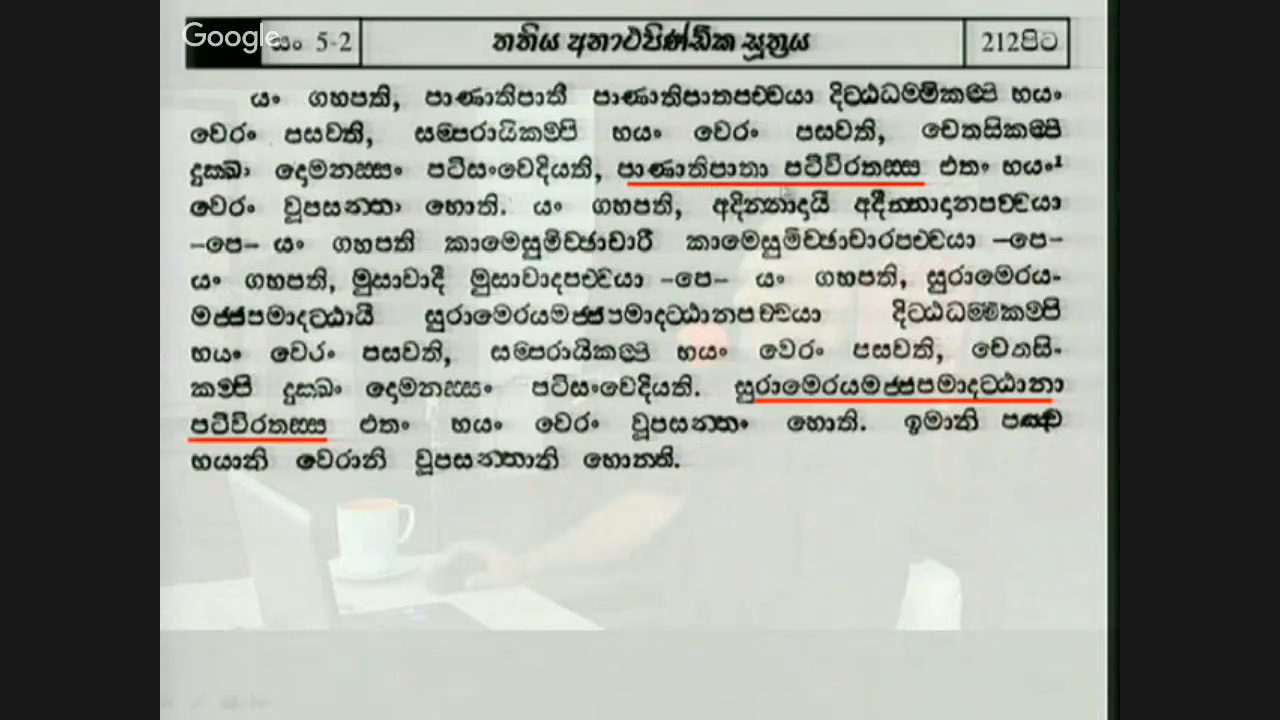 Google
සං 5-2 තතිය අනාථපිණ්ඩික සූත්‍රය 212පිට
යං ගහපති, පාණාතිපාතී පාණාතිපාතපච්චයා දිට්ඨධම්මිකම්පි භයං
වෙරං පසවති, සම්පරායිකම්පි භයං වෙරං පසවති, චෙතසිකම්පි
දුක්ඛං දොමනස්සං පටිසංවෙදියති, පාණාතිපාතා පටිවිරතස්ස එතං භයං¹
වෙරං වූපසන්තං හොති. යං ගහපති, අදින්නාදායී අදින්නාදානපච්චයා
–පෙ– යං ගහපති කාමෙසුමිච්ඡාචාරී කාමෙසුමිච්ඡාචාරපච්චයා –පෙ–
යං ගහපති, මුසාවාදී මුසාවාදපච්චයා –පෙ– යං ගහපති, සුරාමෙරය-
මජ්ජපමාදට්ඨායී සුරාමෙරයමජ්ජපමාදට්ඨානපච්චයා දිට්ඨධම්මිකම්පි
භයං වෙරං පසවති, සම්පරායිකම්පි භයං වෙරං පසවති, චෙතසි-
කම්පි දුක්ඛං දොමනස්සං පටිසංවෙදියති. සුරාමෙරයමජ්ජපමාදට්ඨානා
පටිවිරතස්ස එතං භයං වෙරං වූපසන්තං හොති. ඉමානි පඤ්ච
භයානි වෙරානි වූපසන්තානි හොන්ති.